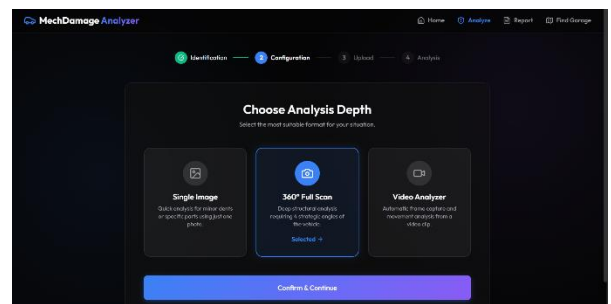 MechDamage Analyzer
Home
Analyze
Report
Find Garage
Identification
2 Configuration
3 Upload
4 Analysis
Choose Analysis Depth
Select the most suitable format for your situation.
Single Image
Quick analysis for minor dents
or specific parts using just one
photo.
360° Full Scan
Deep structural analysis
requiring 4 strategic angles of
the vehicle.
Selected →
Video Analyzer
Automatic frame capture and
movement analysis from a
video clip.
Confirm & Continue